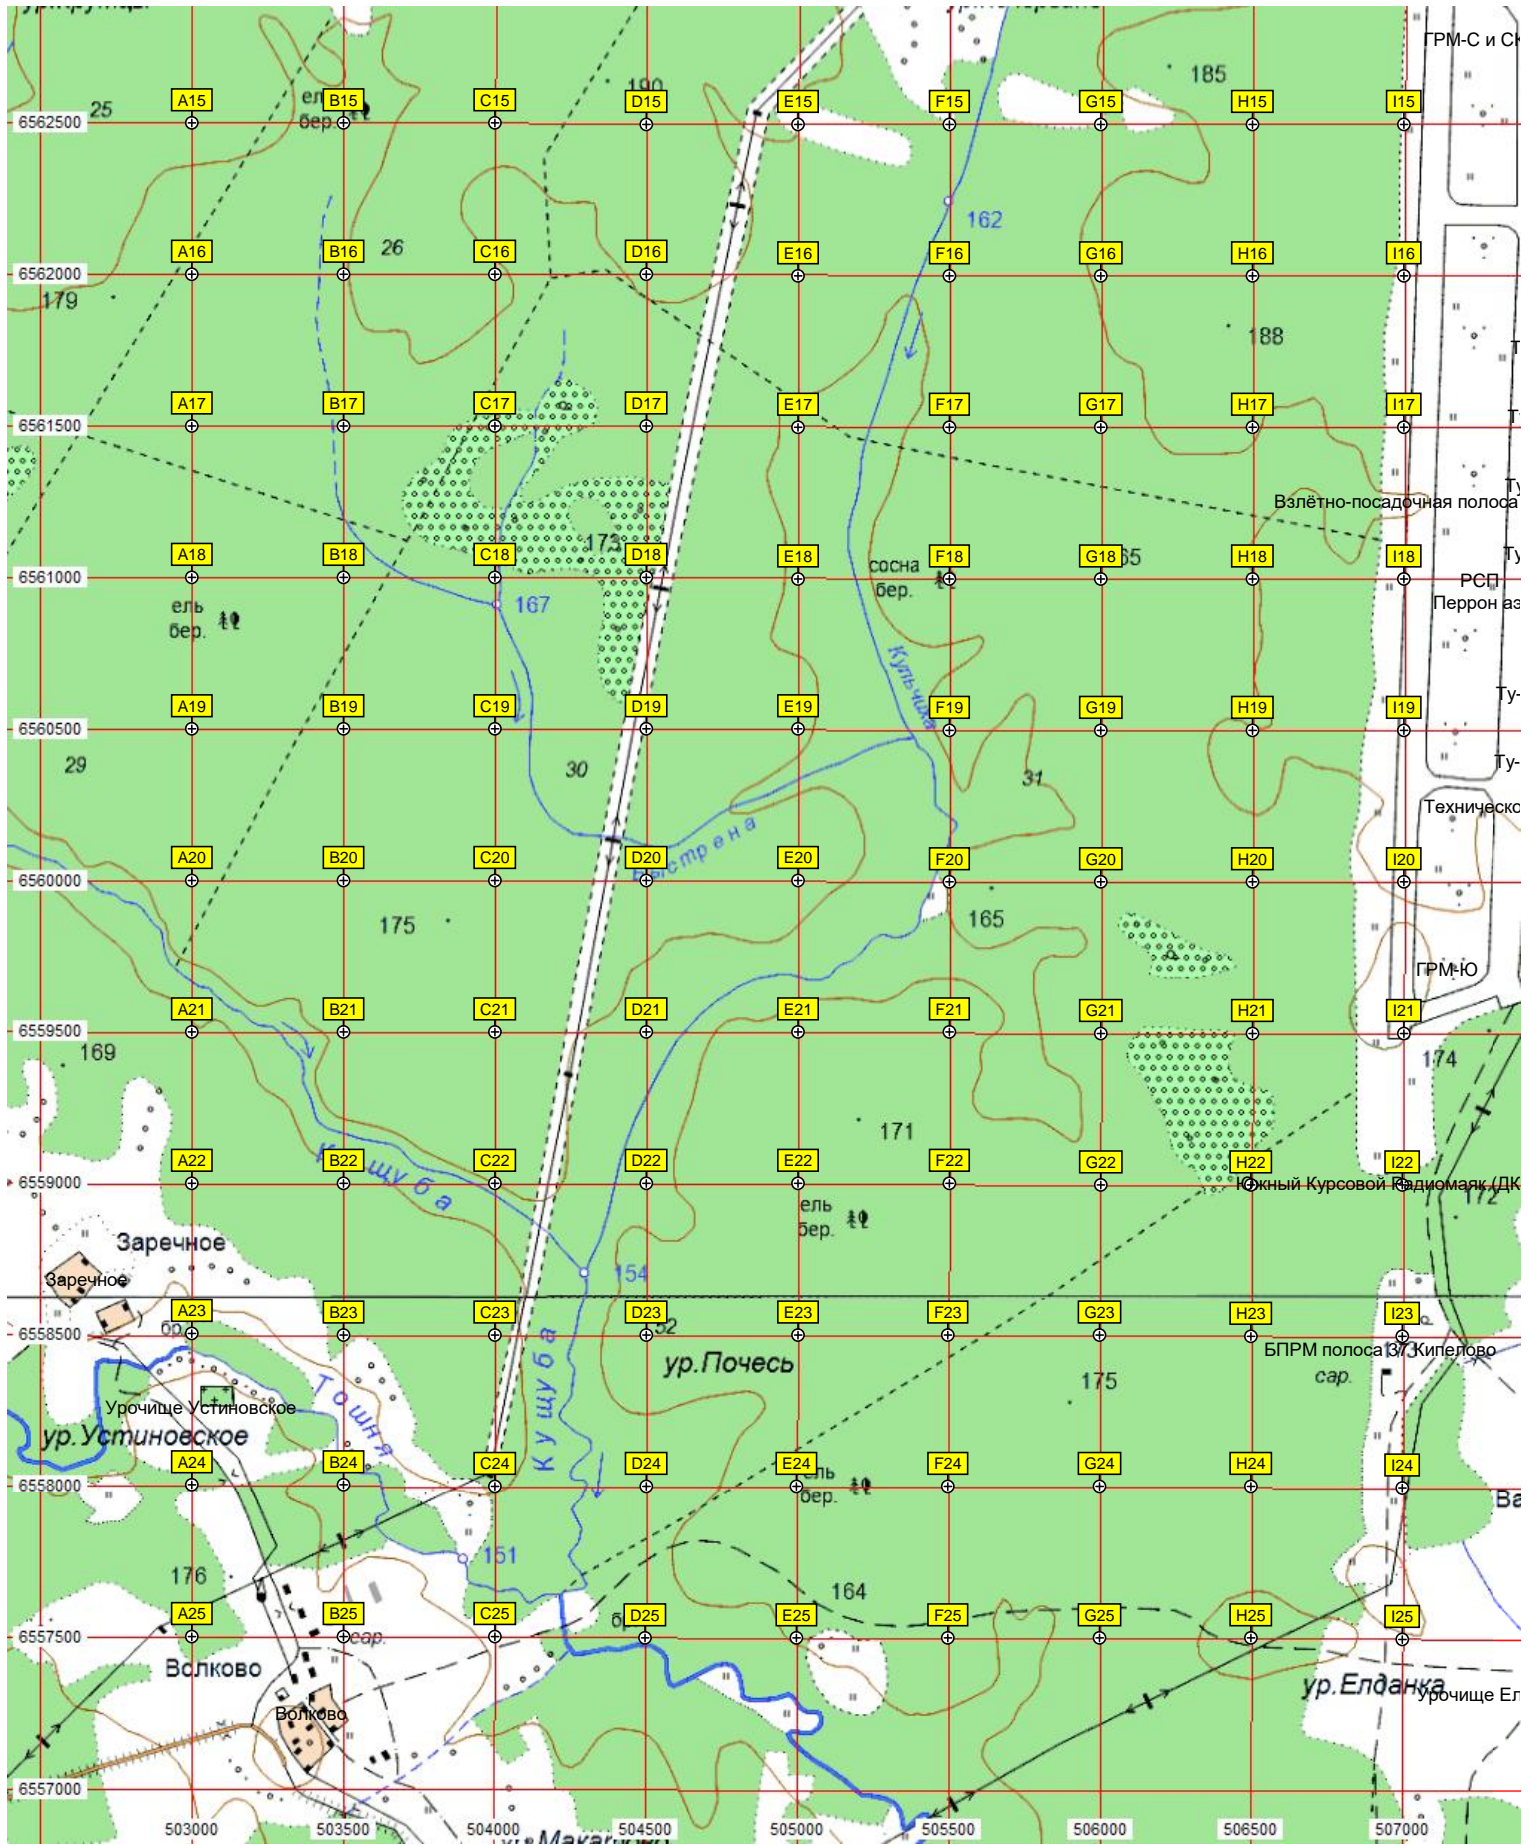 ГРМ-С и СК
185
190
25
ел
бер.
A15 B15 C15 D15 E15 F15 G15 H15 I15
6562500
162
26
A16 B16 C16 D16 E16 F16 G16 H16 I16
6562000
179
188
A17 B17 C17 D17 E17 F17 G17 H17 I17
6561500
Взлётно-посадочная полоса
173
A18 B18 C18 D18 E18 F18 G18 H18 I18
65
6561000
сосна
бер.
РСП
Перрон аэ
ель
бер.
167
Кульчиха
Ту-
A19 B19 C19 D19 E19 F19 G19 H19 I19
6560500
29
30
31
Ту-
Техническо
Быстрена
A20 B20 C20 D20 E20 F20 G20 H20 I20
6560000
175
165
ГРМ-Ю
A21 B21 C21 D21 E21 F21 G21 H21 I21
6559500
169
174
171
Кущуба
A22 B22 C22 D22 E22 F22 G22 H22 I22
6559000
Южный Курсовой Радиомаяк (ДК
172
ель
бер.
Заречное
Заречное
154
A23 B23 C23 D23 E23 F23 G23 H23 I23
6558500
бр.
52
Кущуба
ур.Почесь
БПРМ полоса 37 Кипелово
173
сар.
175
Тошня
Урочище Устиновское
ур.Устиновское
A24 B24 C24 D24 E24 F24 G24 H24 I24
6558000
ель
бер.
Ва
151
176
164
A25 B25 C25 D25 E25 F25 G25 H25 I25
6557500
сар.
Волково
ур.Елданка
Урочище Ел
Волково
6557000
503000 503500 504000 504500 505000 505500 506000 506500 507000